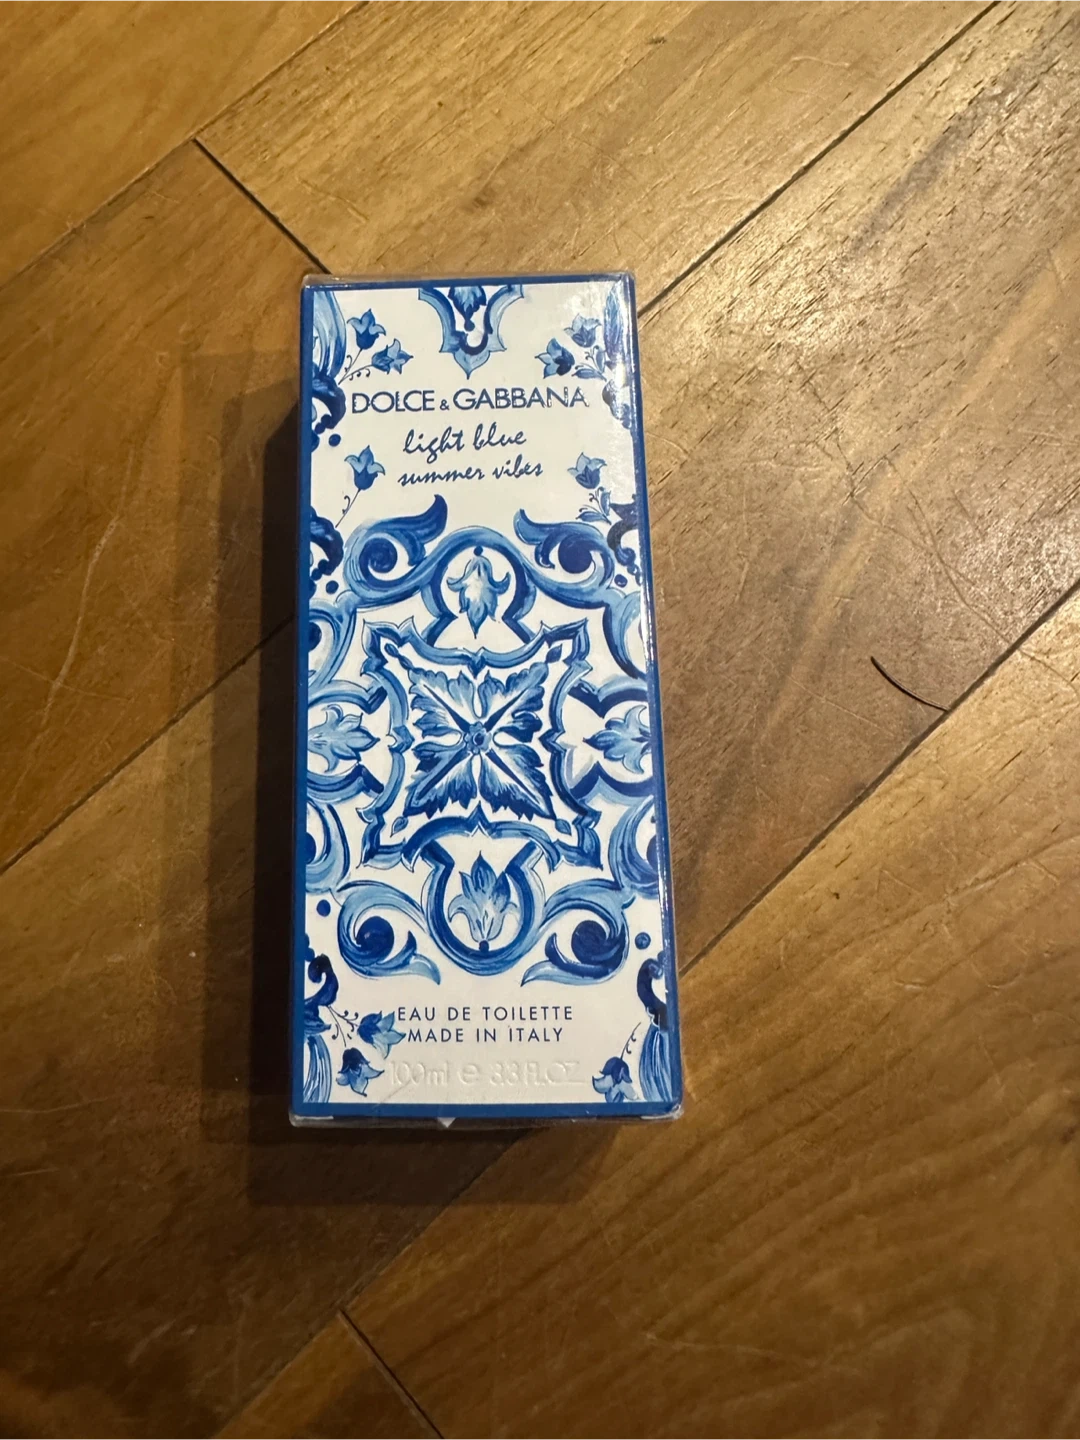 DOLCE & GABBANA
light blue
summer vibes
EAU DE TOILETTE
MADE IN ITALY
100ml e 3.3 FL.OZ